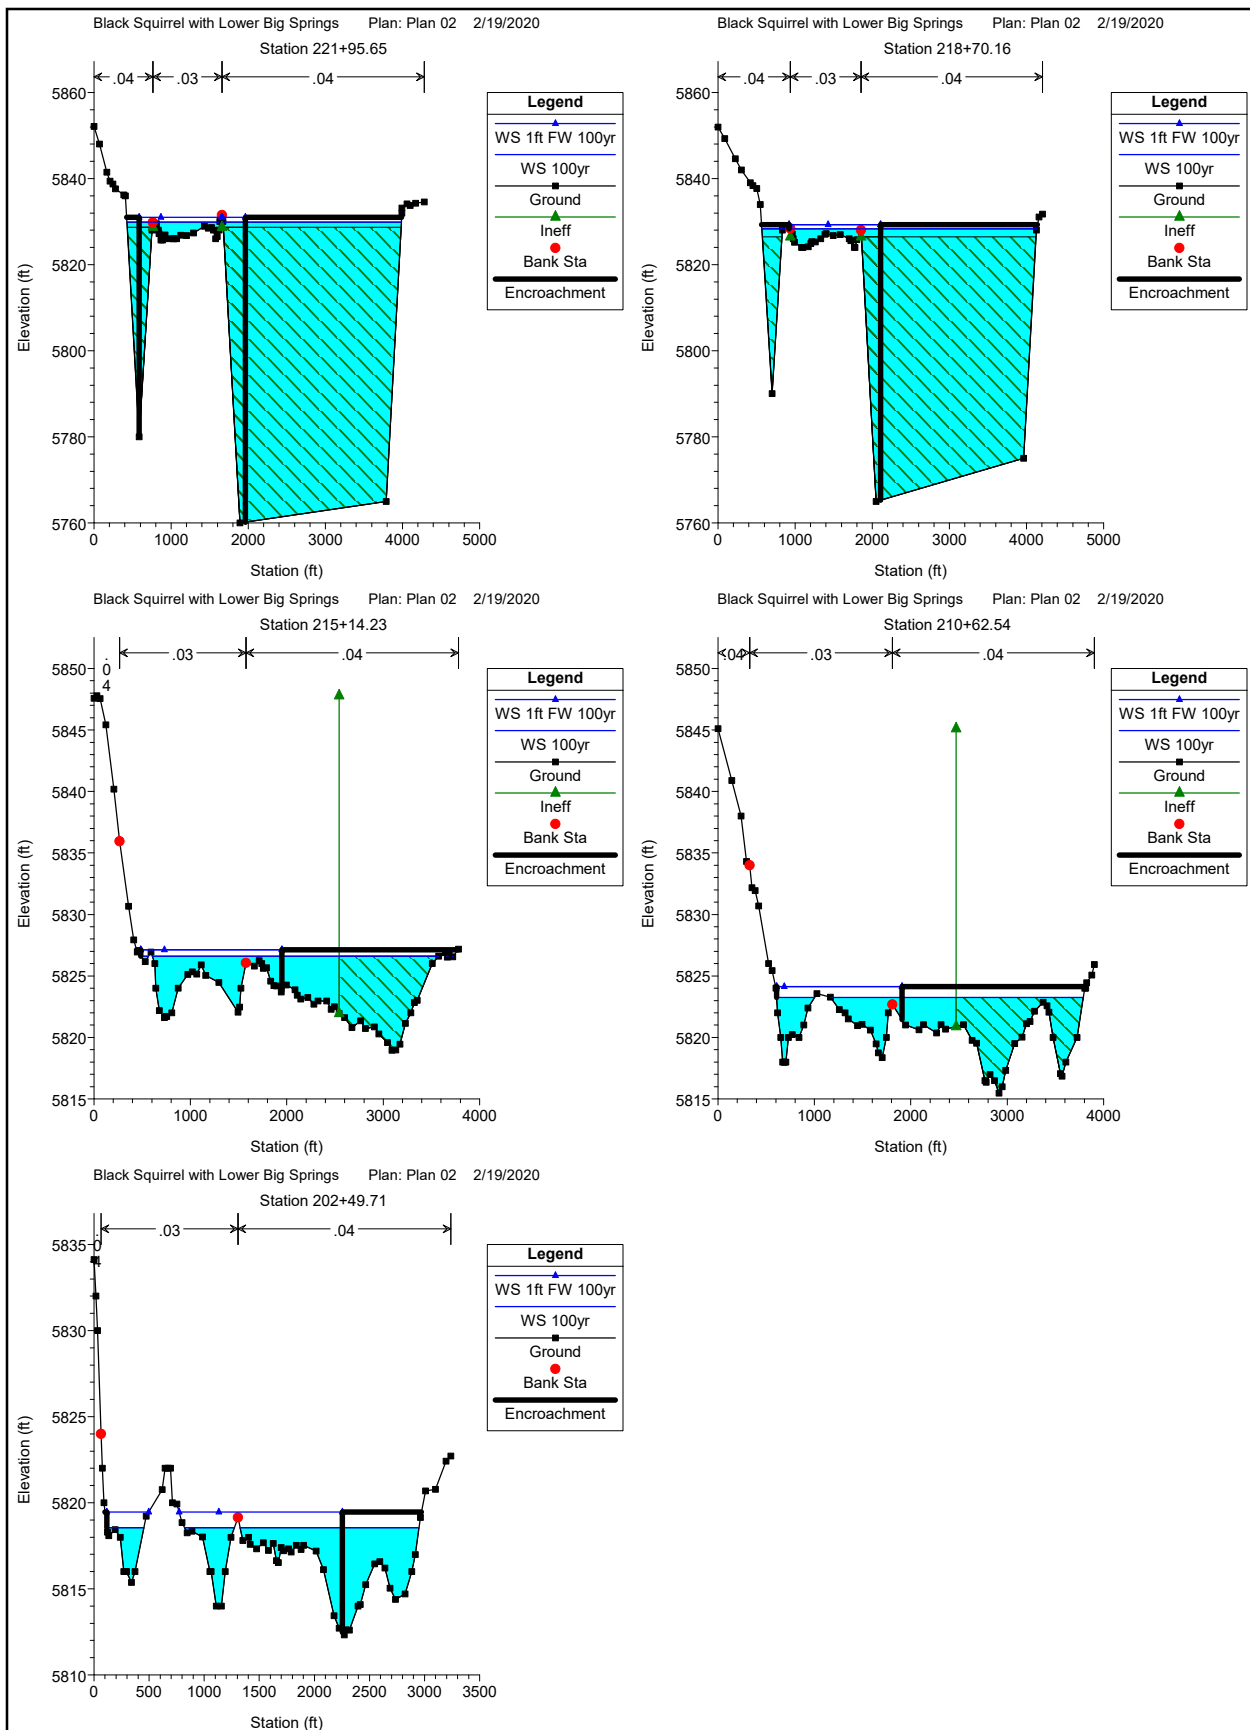 Black Squirrel with Lower Big Springs Plan: Plan 02 2/19/2020
Station 221+95.65
.04 .03 .04
5860
5840
5820
5800
5780
5760
Elevation (ft)
0 1000 2000 3000 4000 5000
Station (ft)
Legend
WS 1ft FW 100yr
WS 100yr
Ground
Ineff
Bank Sta
Encroachment
Black Squirrel with Lower Big Springs Plan: Plan 02 2/19/2020
Station 218+70.16
.04 .03 .04
5860
5840
5820
5800
5780
5760
Elevation (ft)
0 1000 2000 3000 4000 5000
Station (ft)
Legend
WS 1ft FW 100yr
WS 100yr
Ground
Ineff
Bank Sta
Encroachment
Black Squirrel with Lower Big Springs Plan: Plan 02 2/19/2020
Station 215+14.23
.04 .03 .04
5850
5845
5840
5835
5830
5825
5820
5815
Elevation (ft)
0 1000 2000 3000 4000
Station (ft)
Legend
WS 1ft FW 100yr
WS 100yr
Ground
Ineff
Bank Sta
Encroachment
Black Squirrel with Lower Big Springs Plan: Plan 02 2/19/2020
Station 210+62.54
.04 .03 .04
5850
5845
5840
5835
5830
5825
5820
5815
Elevation (ft)
0 1000 2000 3000 4000
Station (ft)
Legend
WS 1ft FW 100yr
WS 100yr
Ground
Ineff
Bank Sta
Encroachment
Black Squirrel with Lower Big Springs Plan: Plan 02 2/19/2020
Station 202+49.71
.04 .03 .04
5835
5830
5825
5820
5815
5810
Elevation (ft)
0 500 1000 1500 2000 2500 3000 3500
Station (ft)
Legend
WS 1ft FW 100yr
WS 100yr
Ground
Bank Sta
Encroachment